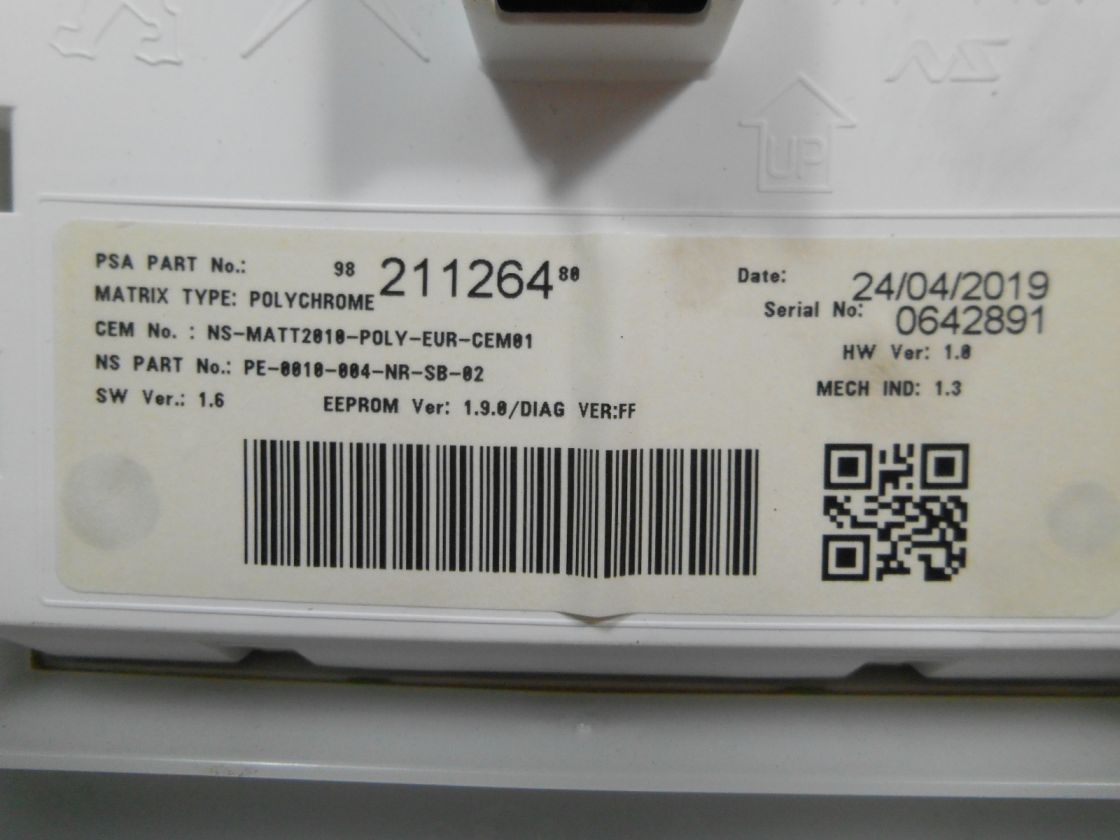 UP
PSA PART No.: 98 211264 80
MATRIX TYPE: POLYCHROME
CEM No. : NS-MATT2010-POLY-EUR-CEM01
NS PART No.: PE-0010-004-NR-SB-02
SW Ver.: 1.6 EEPROM Ver: 1.9.0/DIAG VER:FF
Date: 24/04/2019
Serial No: 0642891
HW Ver: 1.0
MECH IND: 1.3